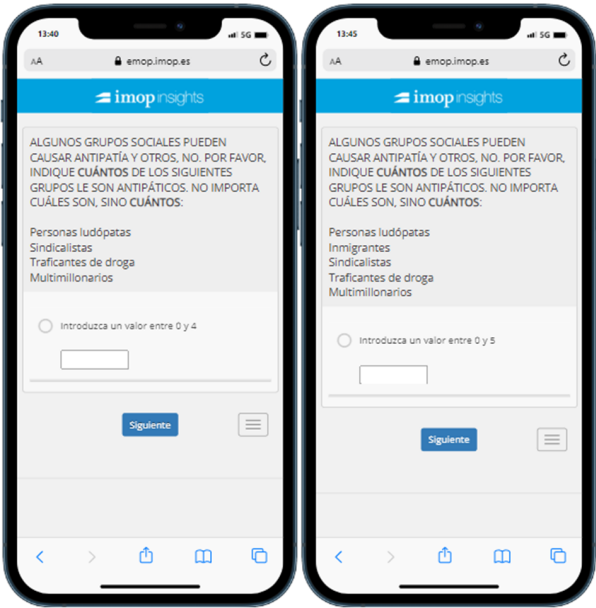 13:40
5G
AA
emop.imop.es
imop insights
ALGUNOS GRUPOS SOCIALES PUEDEN
CAUSAR ANTIPATÍA Y OTROS, NO. POR FAVOR,
INDIQUE CUÁNTOS DE LOS SIGUIENTES
GRUPOS LE SON ANTIPÁTICOS. NO IMPORTA
CUÁLES SON, SINO CUÁNTOS:
Personas ludópatas
Sindicalistas
Traficantes de droga
Multimillonarios
Introduzca un valor entre 0 y 4
Siguiente
13:45
5G
AA
emop.imop.es
imop insights
ALGUNOS GRUPOS SOCIALES PUEDEN
CAUSAR ANTIPATÍA Y OTROS, NO. POR FAVOR,
INDIQUE CUÁNTOS DE LOS SIGUIENTES
GRUPOS LE SON ANTIPÁTICOS. NO IMPORTA
CUÁLES SON, SINO CUÁNTOS:
Personas ludópatas
Inmigrantes
Sindicalistas
Traficantes de droga
Multimillonarios
Introduzca un valor entre 0 y 5
Siguiente